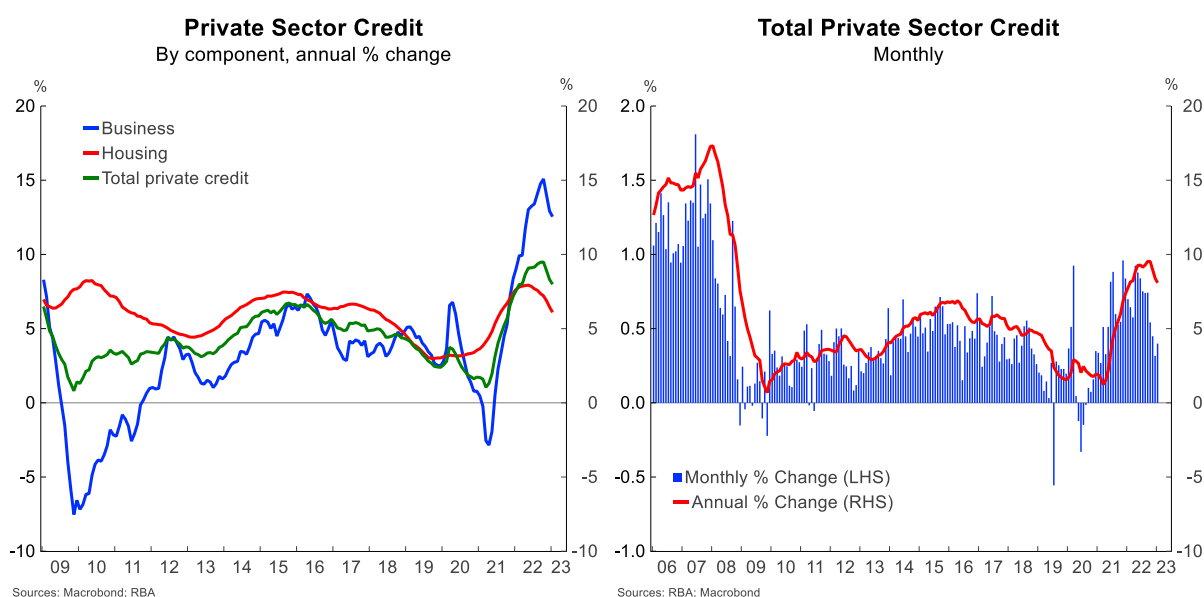 Private Sector Credit
By component, annual % change
% %
20 20
15 15
10 10
5 5
0 0
-5 -5
-10 -10
Business
Housing
Total private credit
09 10 11 12 13 14 15 16 17 18 19 20 21 22 23
Sources: Macrobond; RBA
Total Private Sector Credit
Monthly
% %
2.0 20
1.5 15
1.0 10
0.5 5
0.0 0
-0.5 -5
-1.0 -10
Monthly % Change (LHS)
Annual % Change (RHS)
06 07 08 09 10 11 12 13 14 15 16 17 18 19 20 21 22 23
Sources: RBA; Macrobond